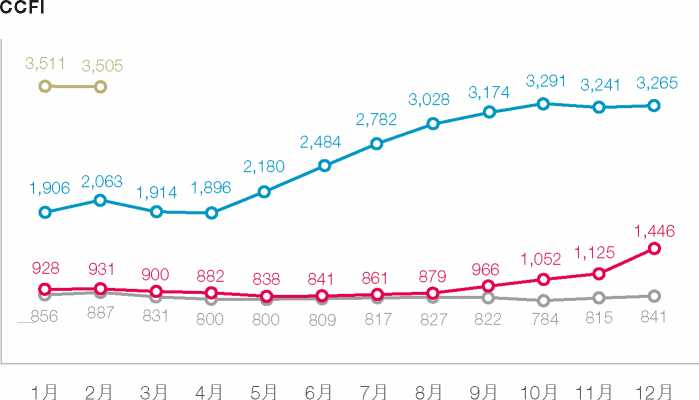 CCFI
3,511 3,505
1,906 2,063 1,914 1,896 2,180 2,484 2,782 3,028 3,174 3,291 3,241 3,265
928 931 900 882 838 841 861 879 966 1,052 1,125 1,446
856 887 831 800 800 809 817 827 822 784 815 841
1月 2月 3月 4月 5月 6月 7月 8月 9月 10月 11月 12月